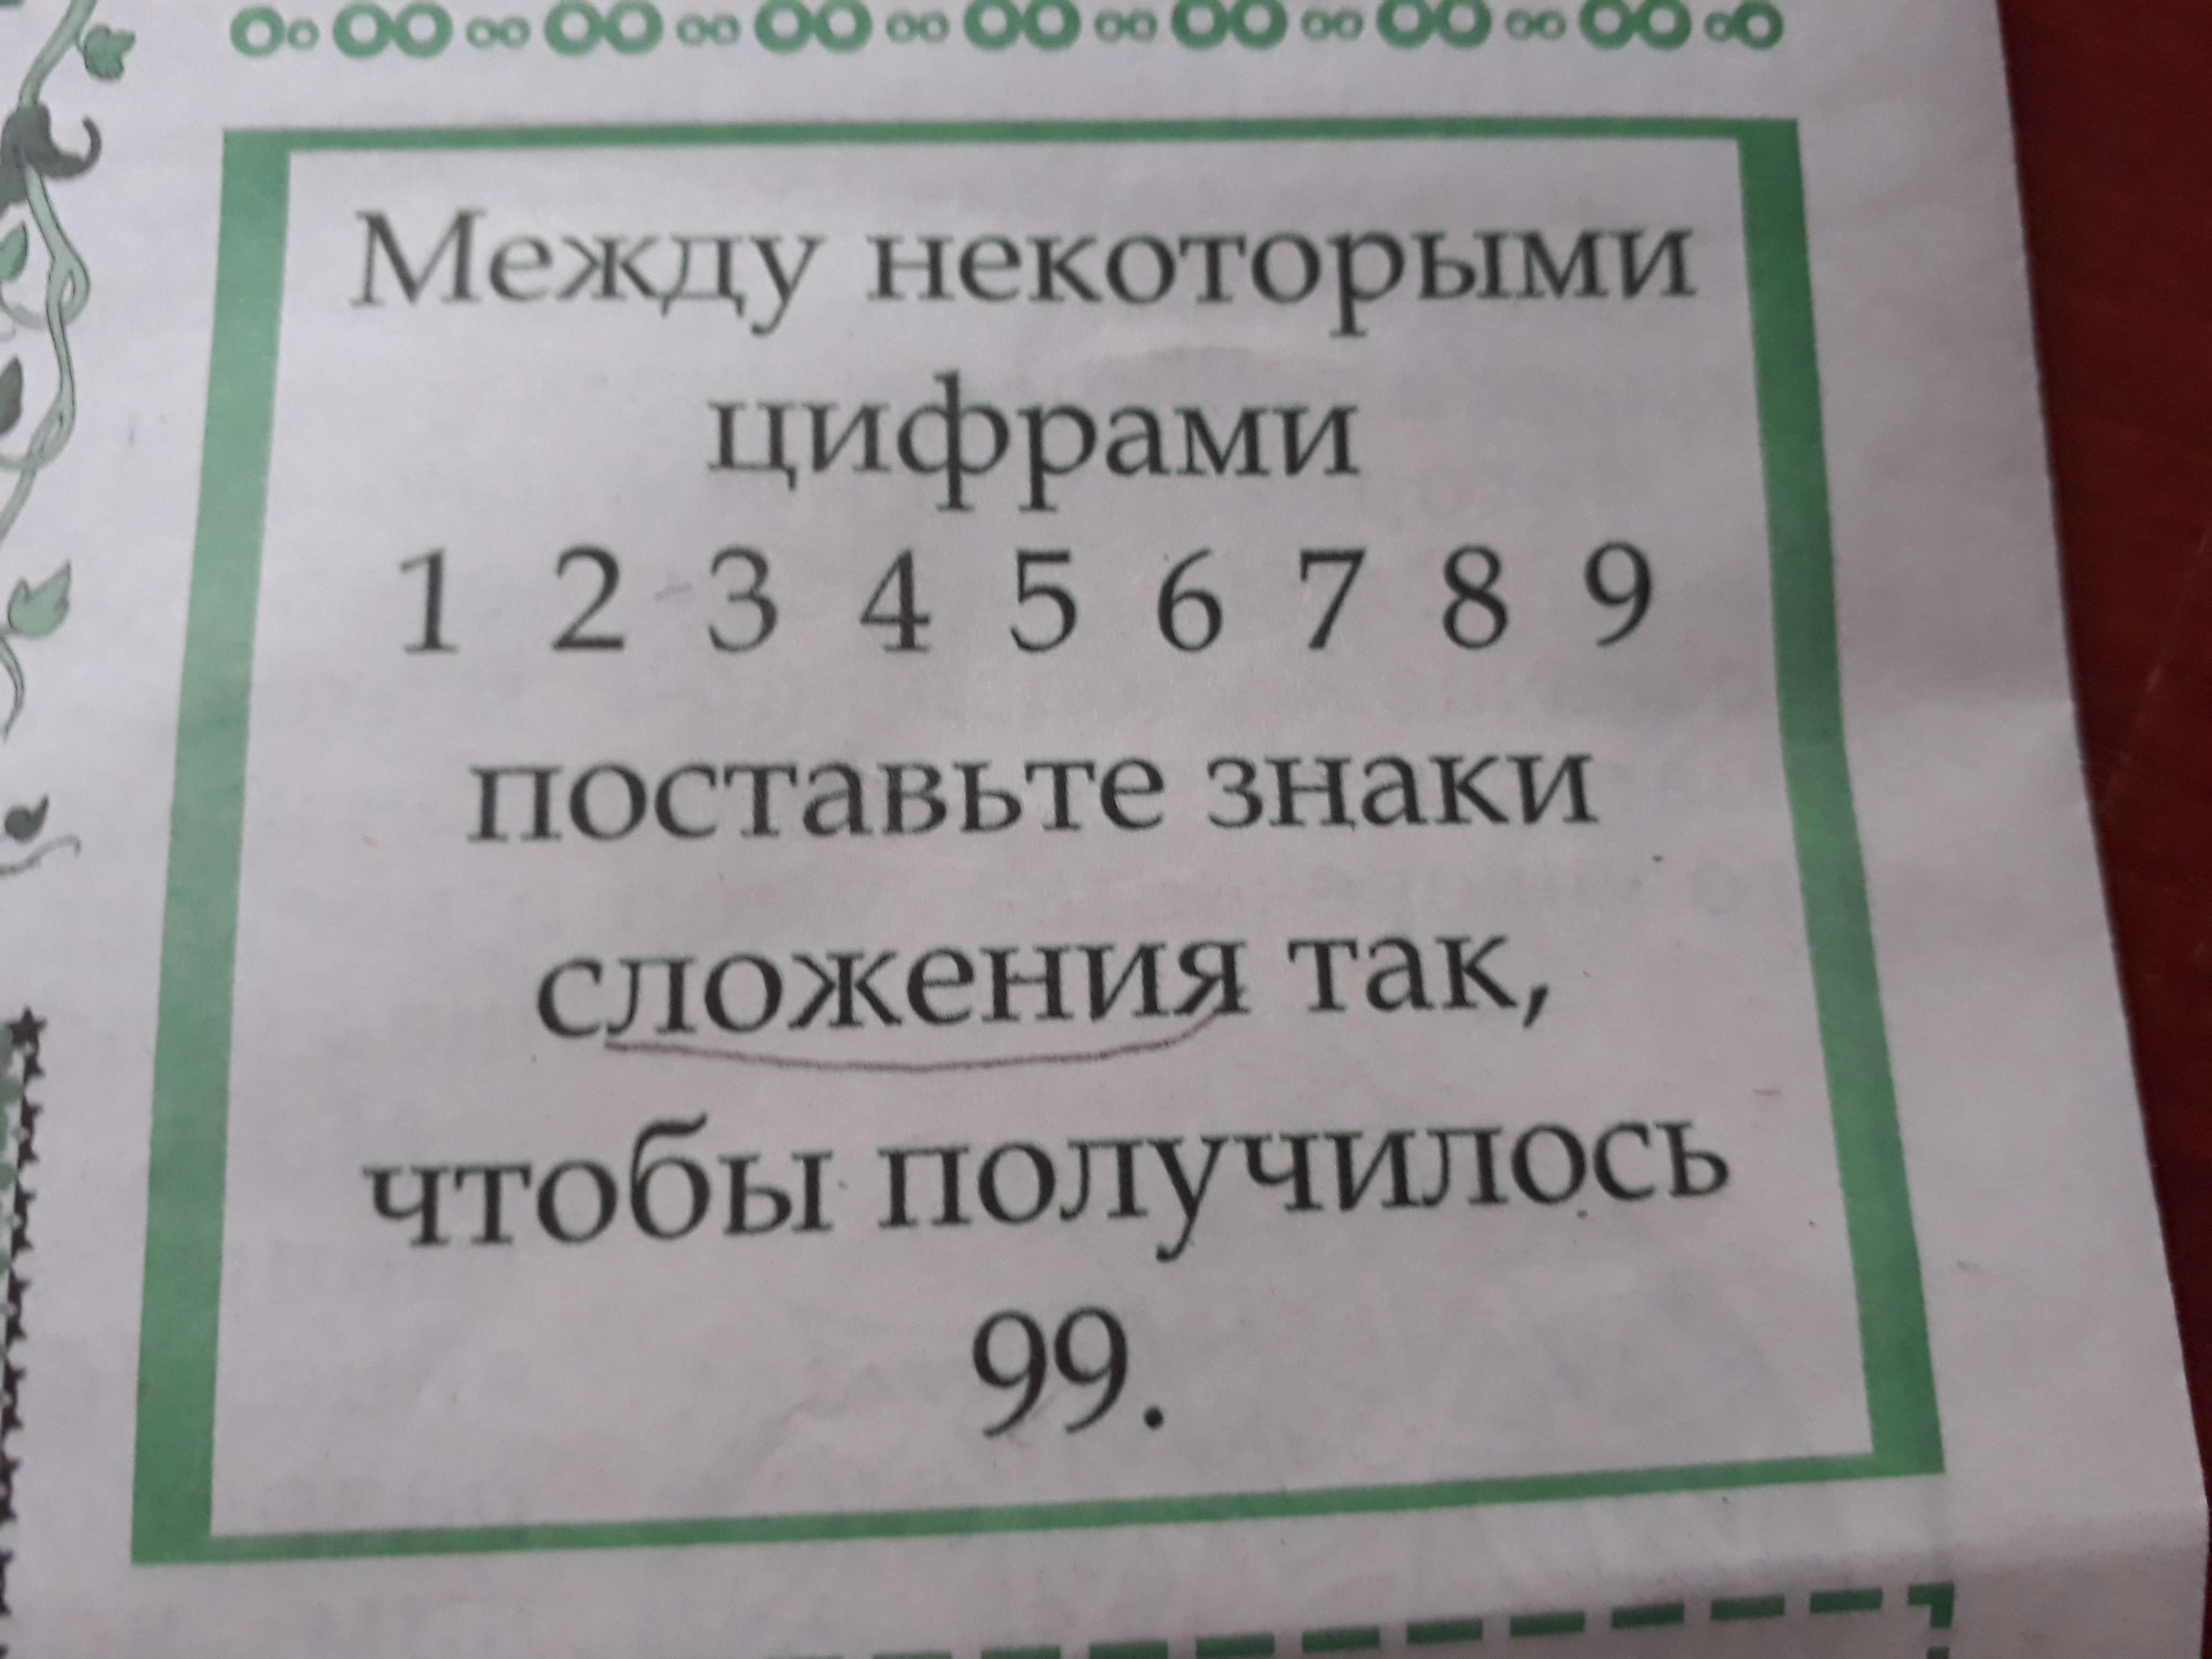 Между некоторыми
цифрами
1 2 3 4 5 6 7 8 9
поставьте знаки
сложения так,
чтобы получилось
99.